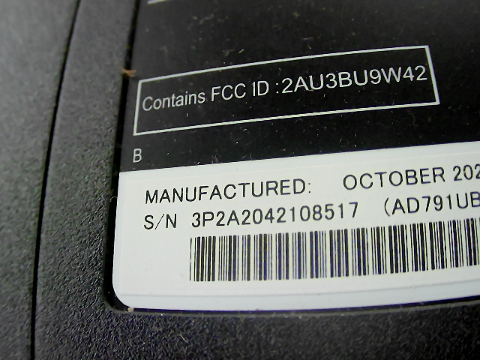 Contains FCC ID :2AU3BU9W42
B
MANUFACTURED: OCTOBER 202
S/N 3P2A2042108517 (AD791UB